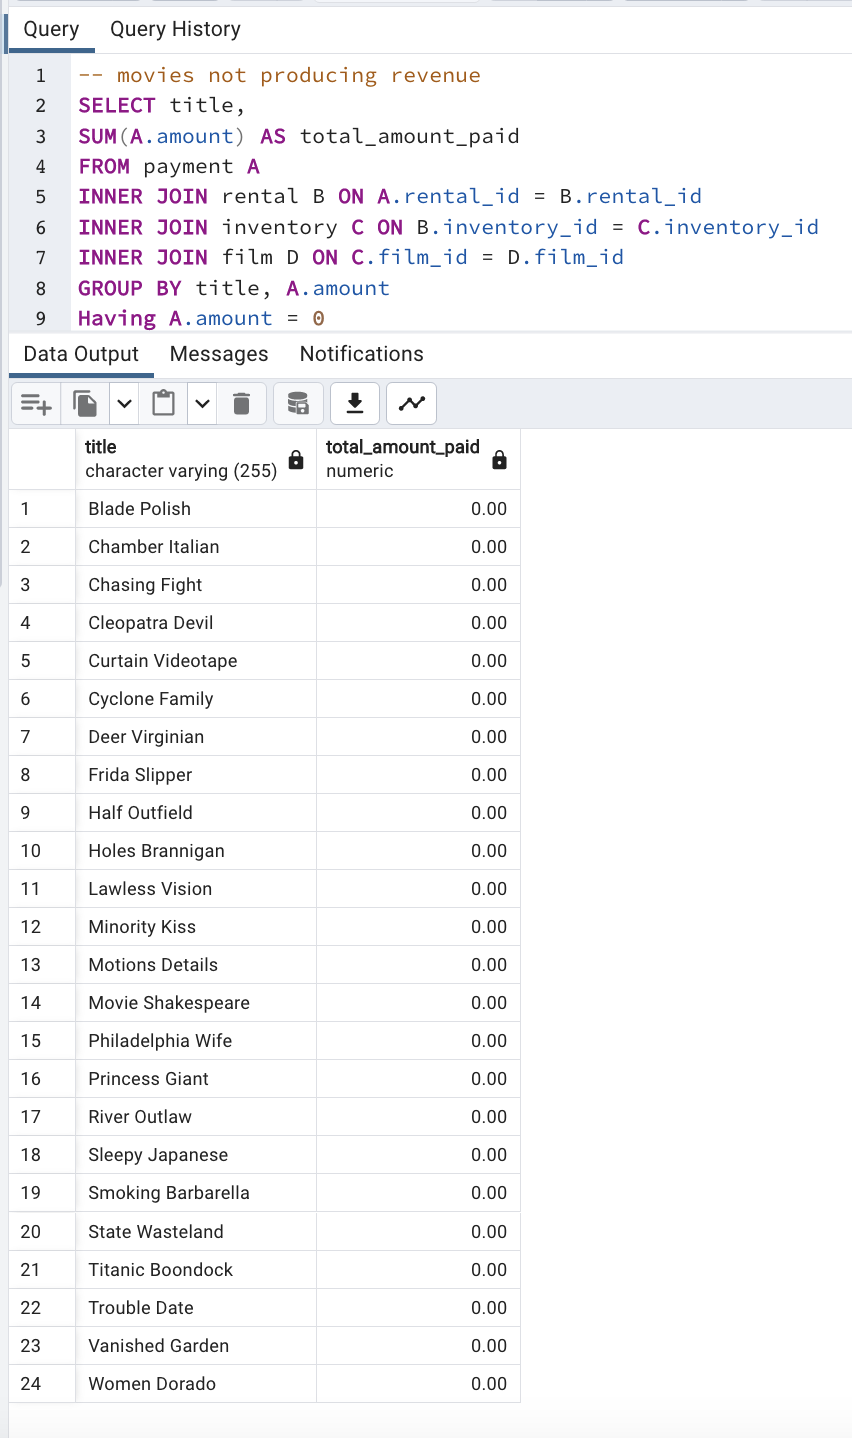 Query Query History
1 -- movies not producing revenue
2 SELECT title,
3 SUM(A.amount) AS total_amount_paid
4 FROM payment A
5 INNER JOIN rental B ON A.rental_id = B.rental_id
6 INNER JOIN inventory C ON B.inventory_id = C.inventory_id
7 INNER JOIN film D ON C.film_id = D.film_id
8 GROUP BY title, A.amount
9 Having A.amount = 0
Data Output Messages Notifications
title total_amount_paid
character varying (255) numeric
1 Blade Polish 0.00
2 Chamber Italian 0.00
3 Chasing Fight 0.00
4 Cleopatra Devil 0.00
5 Curtain Videotape 0.00
6 Cyclone Family 0.00
7 Deer Virginian 0.00
8 Frida Slipper 0.00
9 Half Outfield 0.00
10 Holes Brannigan 0.00
11 Lawless Vision 0.00
12 Minority Kiss 0.00
13 Motions Details 0.00
14 Movie Shakespeare 0.00
15 Philadelphia Wife 0.00
16 Princess Giant 0.00
17 River Outlaw 0.00
18 Sleepy Japanese 0.00
19 Smoking Barbarella 0.00
20 State Wasteland 0.00
21 Titanic Boondock 0.00
22 Trouble Date 0.00
23 Vanished Garden 0.00
24 Women Dorado 0.00